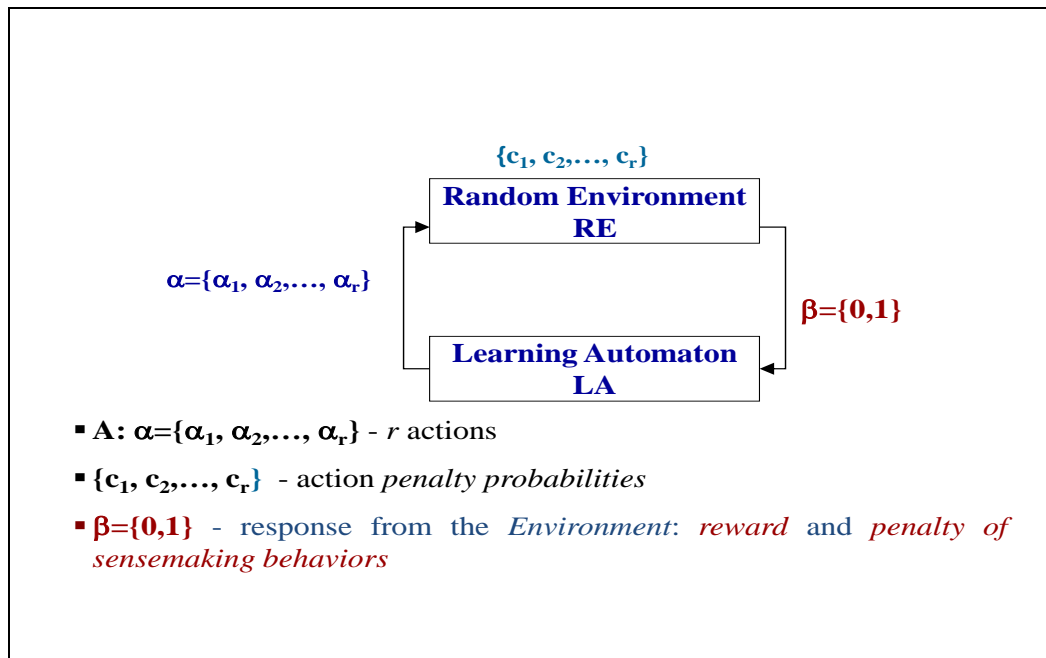 {c₁, c₂,…, cᵣ}
Random Environment
RE
α={α₁, α₂,…, αᵣ}
β={0,1}
Learning Automaton
LA
▪ A: α={α₁, α₂,…, αᵣ} - r actions
▪ {c₁, c₂,…, cᵣ} - action penalty probabilities
▪ β={0,1} - response from the Environment: reward and penalty of
sensemaking behaviors